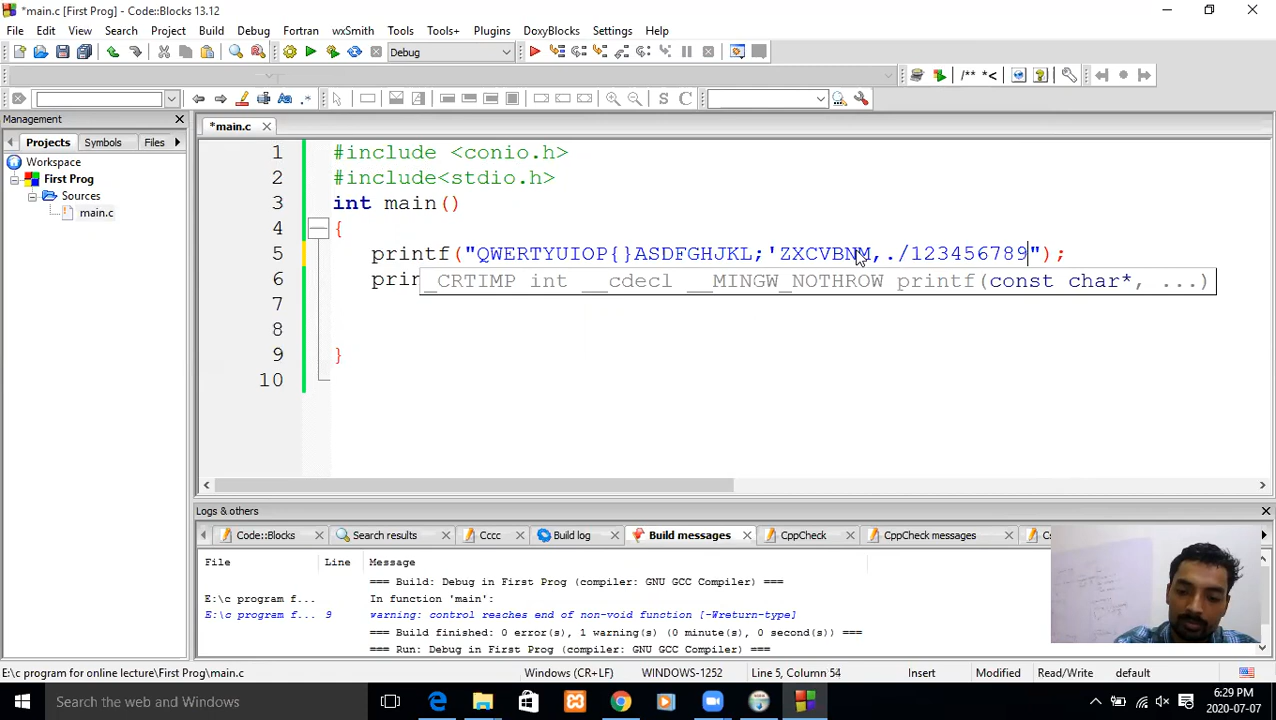 *main.c [First Prog] - Code::Blocks 13.12
File Edit View Search Project Build Debug Fortran wxSmith Tools Tools+ Plugins DoxyBlocks Settings Help
Debug
/** *<
S C
Management
Projects Symbols Files
Workspace
First Prog
Sources
main.c
*main.c
1 #include <conio.h>
2 #include<stdio.h>
3 int main()
4 {
5 printf("QWERTYUIOP{}ASDFGHJKL;'ZXCVBNM,./123456789");
6 prin
_CRTIMP int __cdecl __MINGW_NOTHROW printf(const char*, ...)
7
8
9 }
10
Logs & others
Code::Blocks Search results Cccc Build log Build messages CppCheck CppCheck messages
File Line Message
=== Build: Debug in First Prog (compiler: GNU GCC Compiler) ===
E:\c program f... In function 'main':
E:\c program f... 9 warning: control reaches end of non-void function [-Wreturn-type]
=== Build finished: 0 error(s), 1 warning(s) (0 minute(s), 0 second(s)) ===
=== Run: Debug in First Prog (compiler: GNU GCC Compiler) ===
E:\c program for online lecture\First Prog\main.c Windows (CR+LF) WINDOWS-1252 Line 5, Column 54 Insert Modified Read/Write default
Search the web and Windows
6:29 PM
2020-07-07